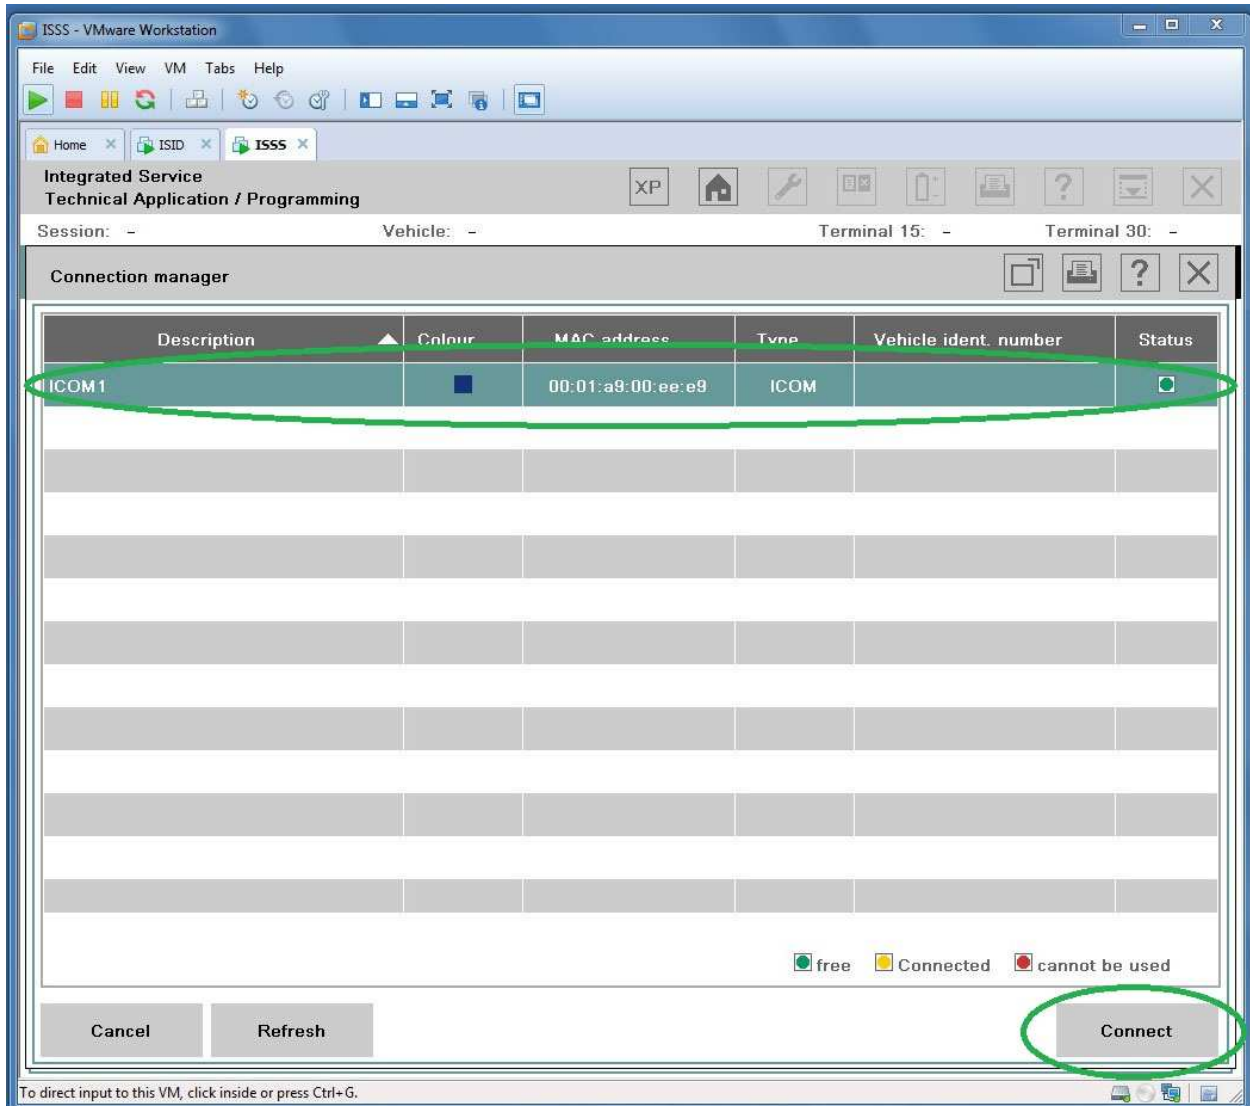 ISSS - VMware Workstation
File Edit View VM Tabs Help
Home ISID ISSS
Integrated Service
Technical Application / Programming
XP ?
Session: - Vehicle: - Terminal 15: - Terminal 30: -
Connection manager ?
Description Colour MAC address Type Vehicle ident. number Status
ICOM1 00:01:a9:00:ee:e9 ICOM
free Connected cannot be used
Cancel Refresh Connect
To direct input to this VM, click inside or press Ctrl+G.